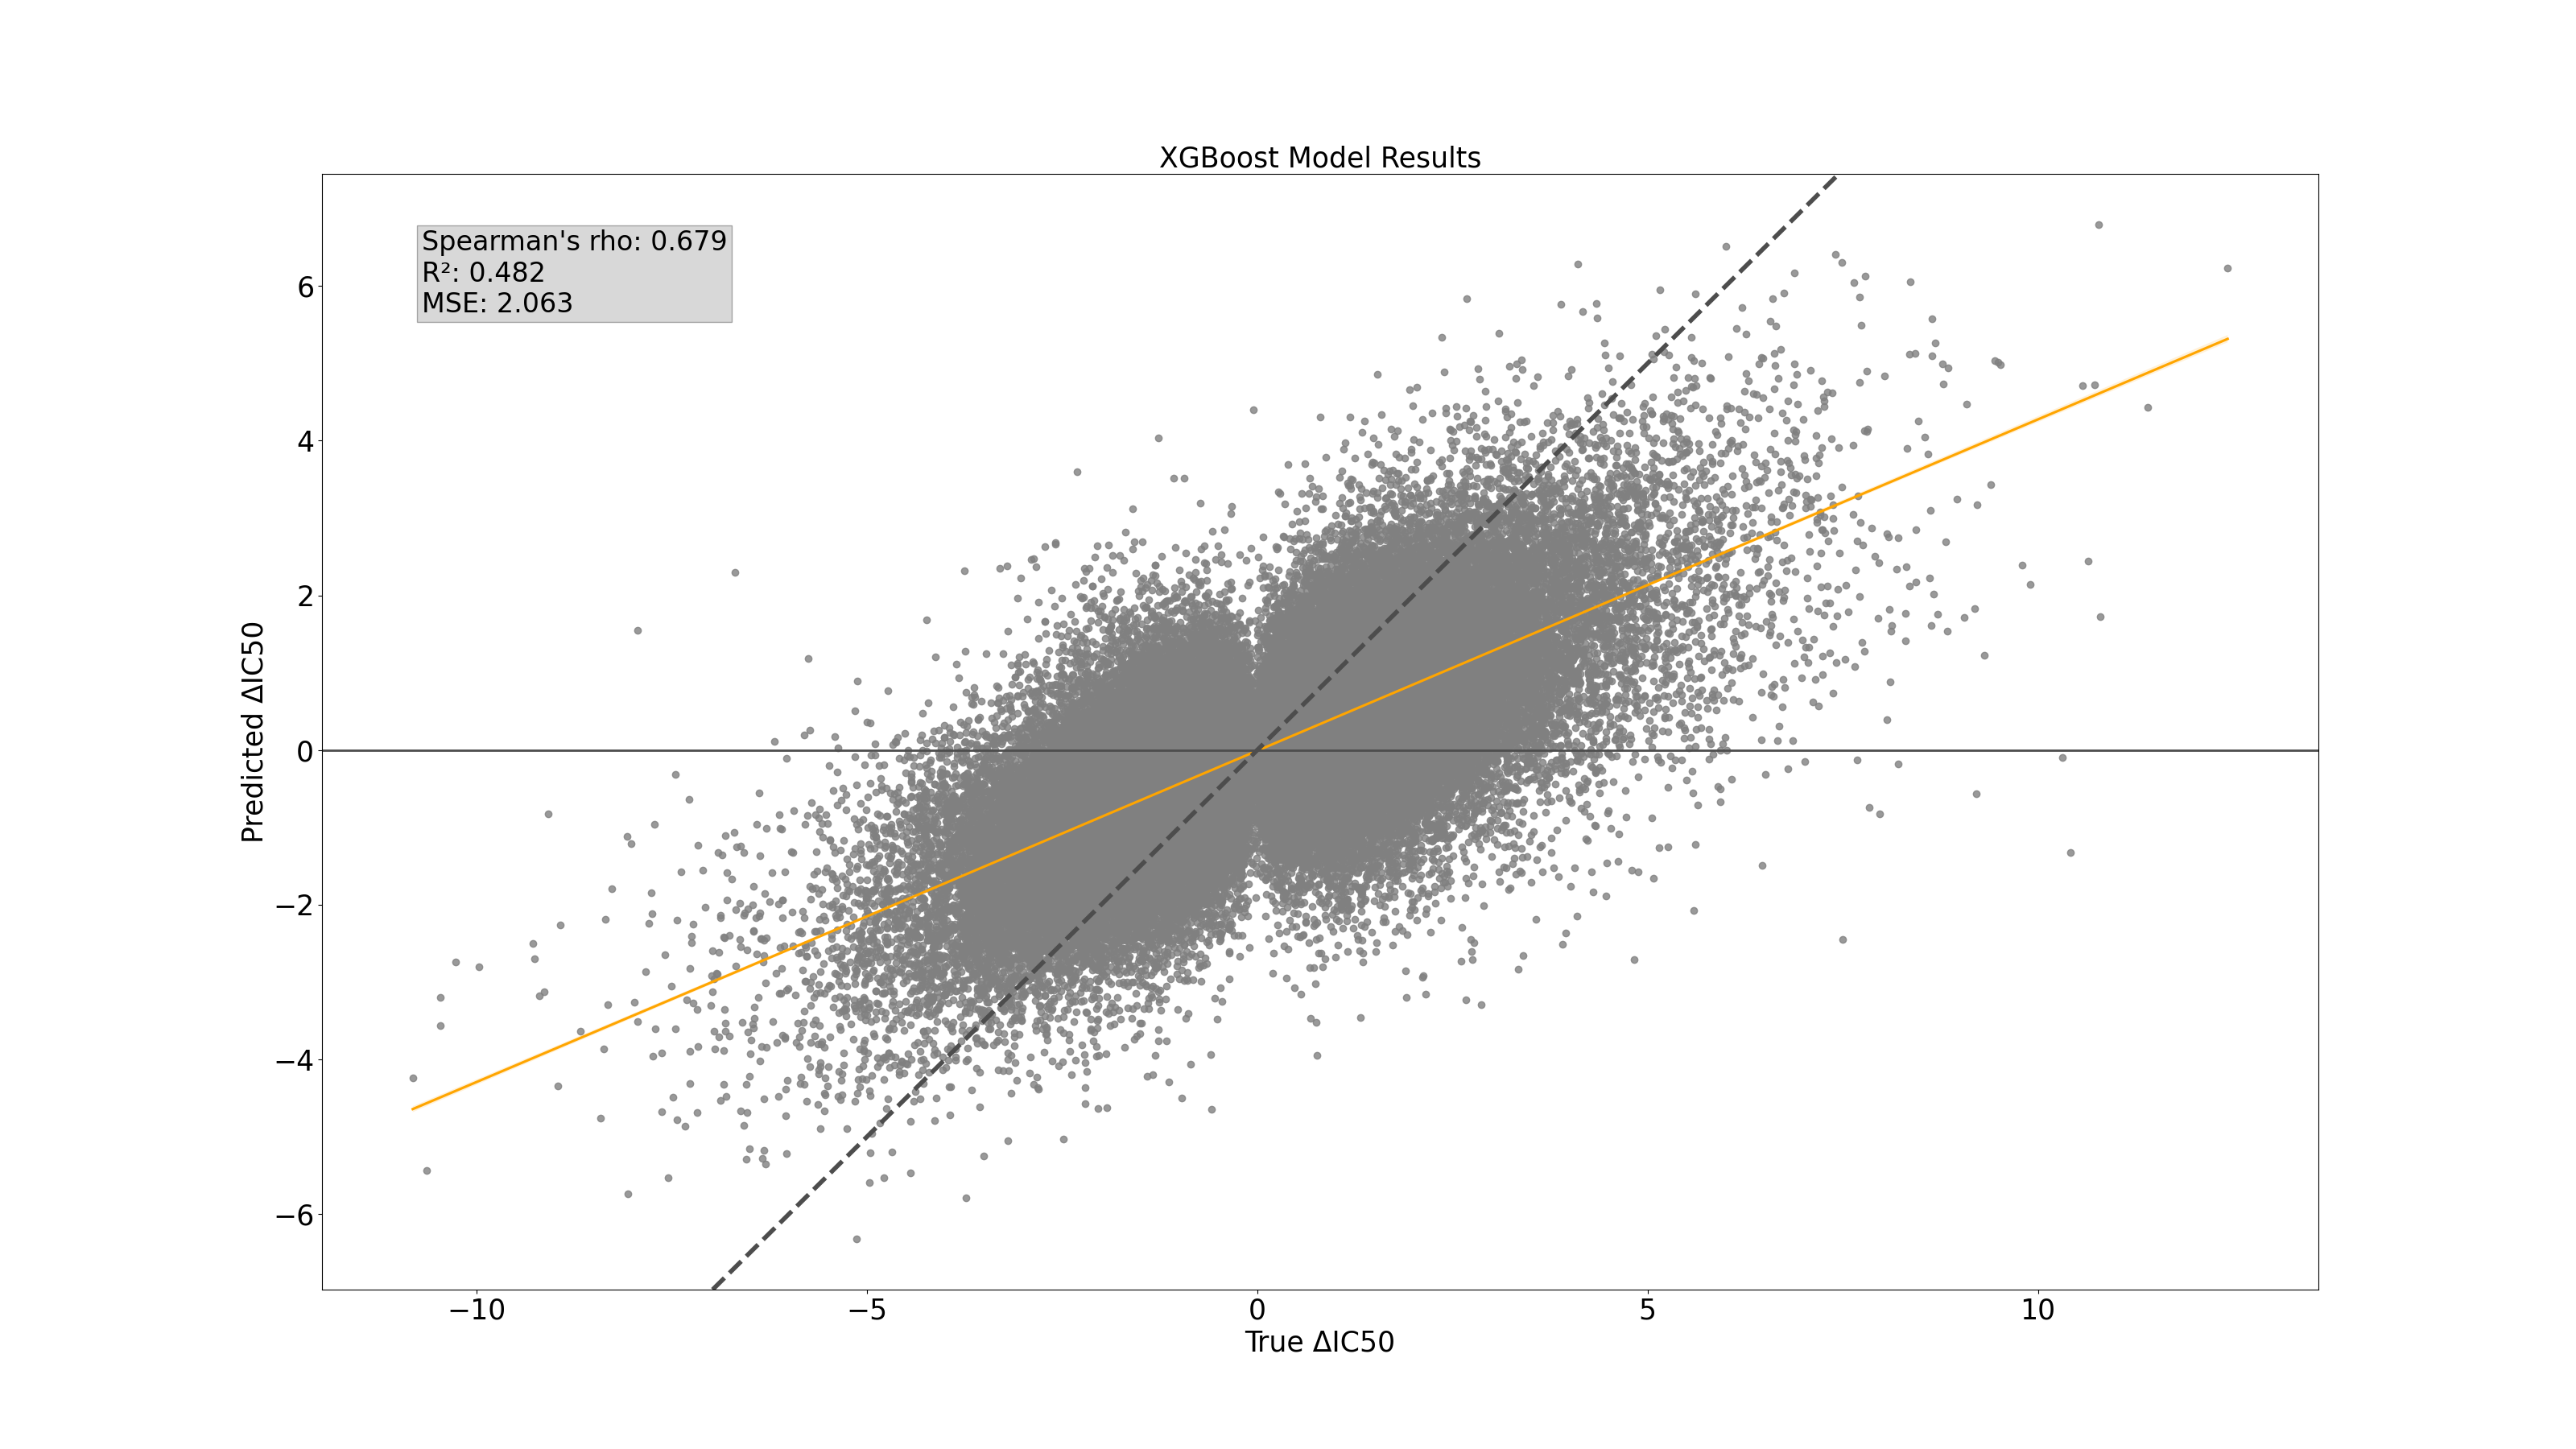 XGBoost Model Results
Spearman's rho: 0.679
R²: 0.482
MSE: 2.063
6
4
2
0
−2
−4
−6
Predicted ΔIC50
−10 −5 0 5 10
True ΔIC50